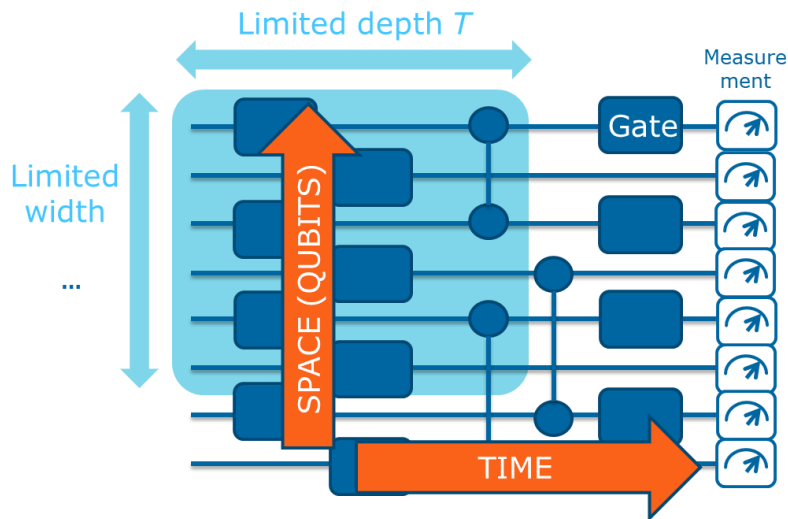 Limited depth T
Measure
ment
Gate
Limited
width
...
SPACE (QUBITS)
TIME